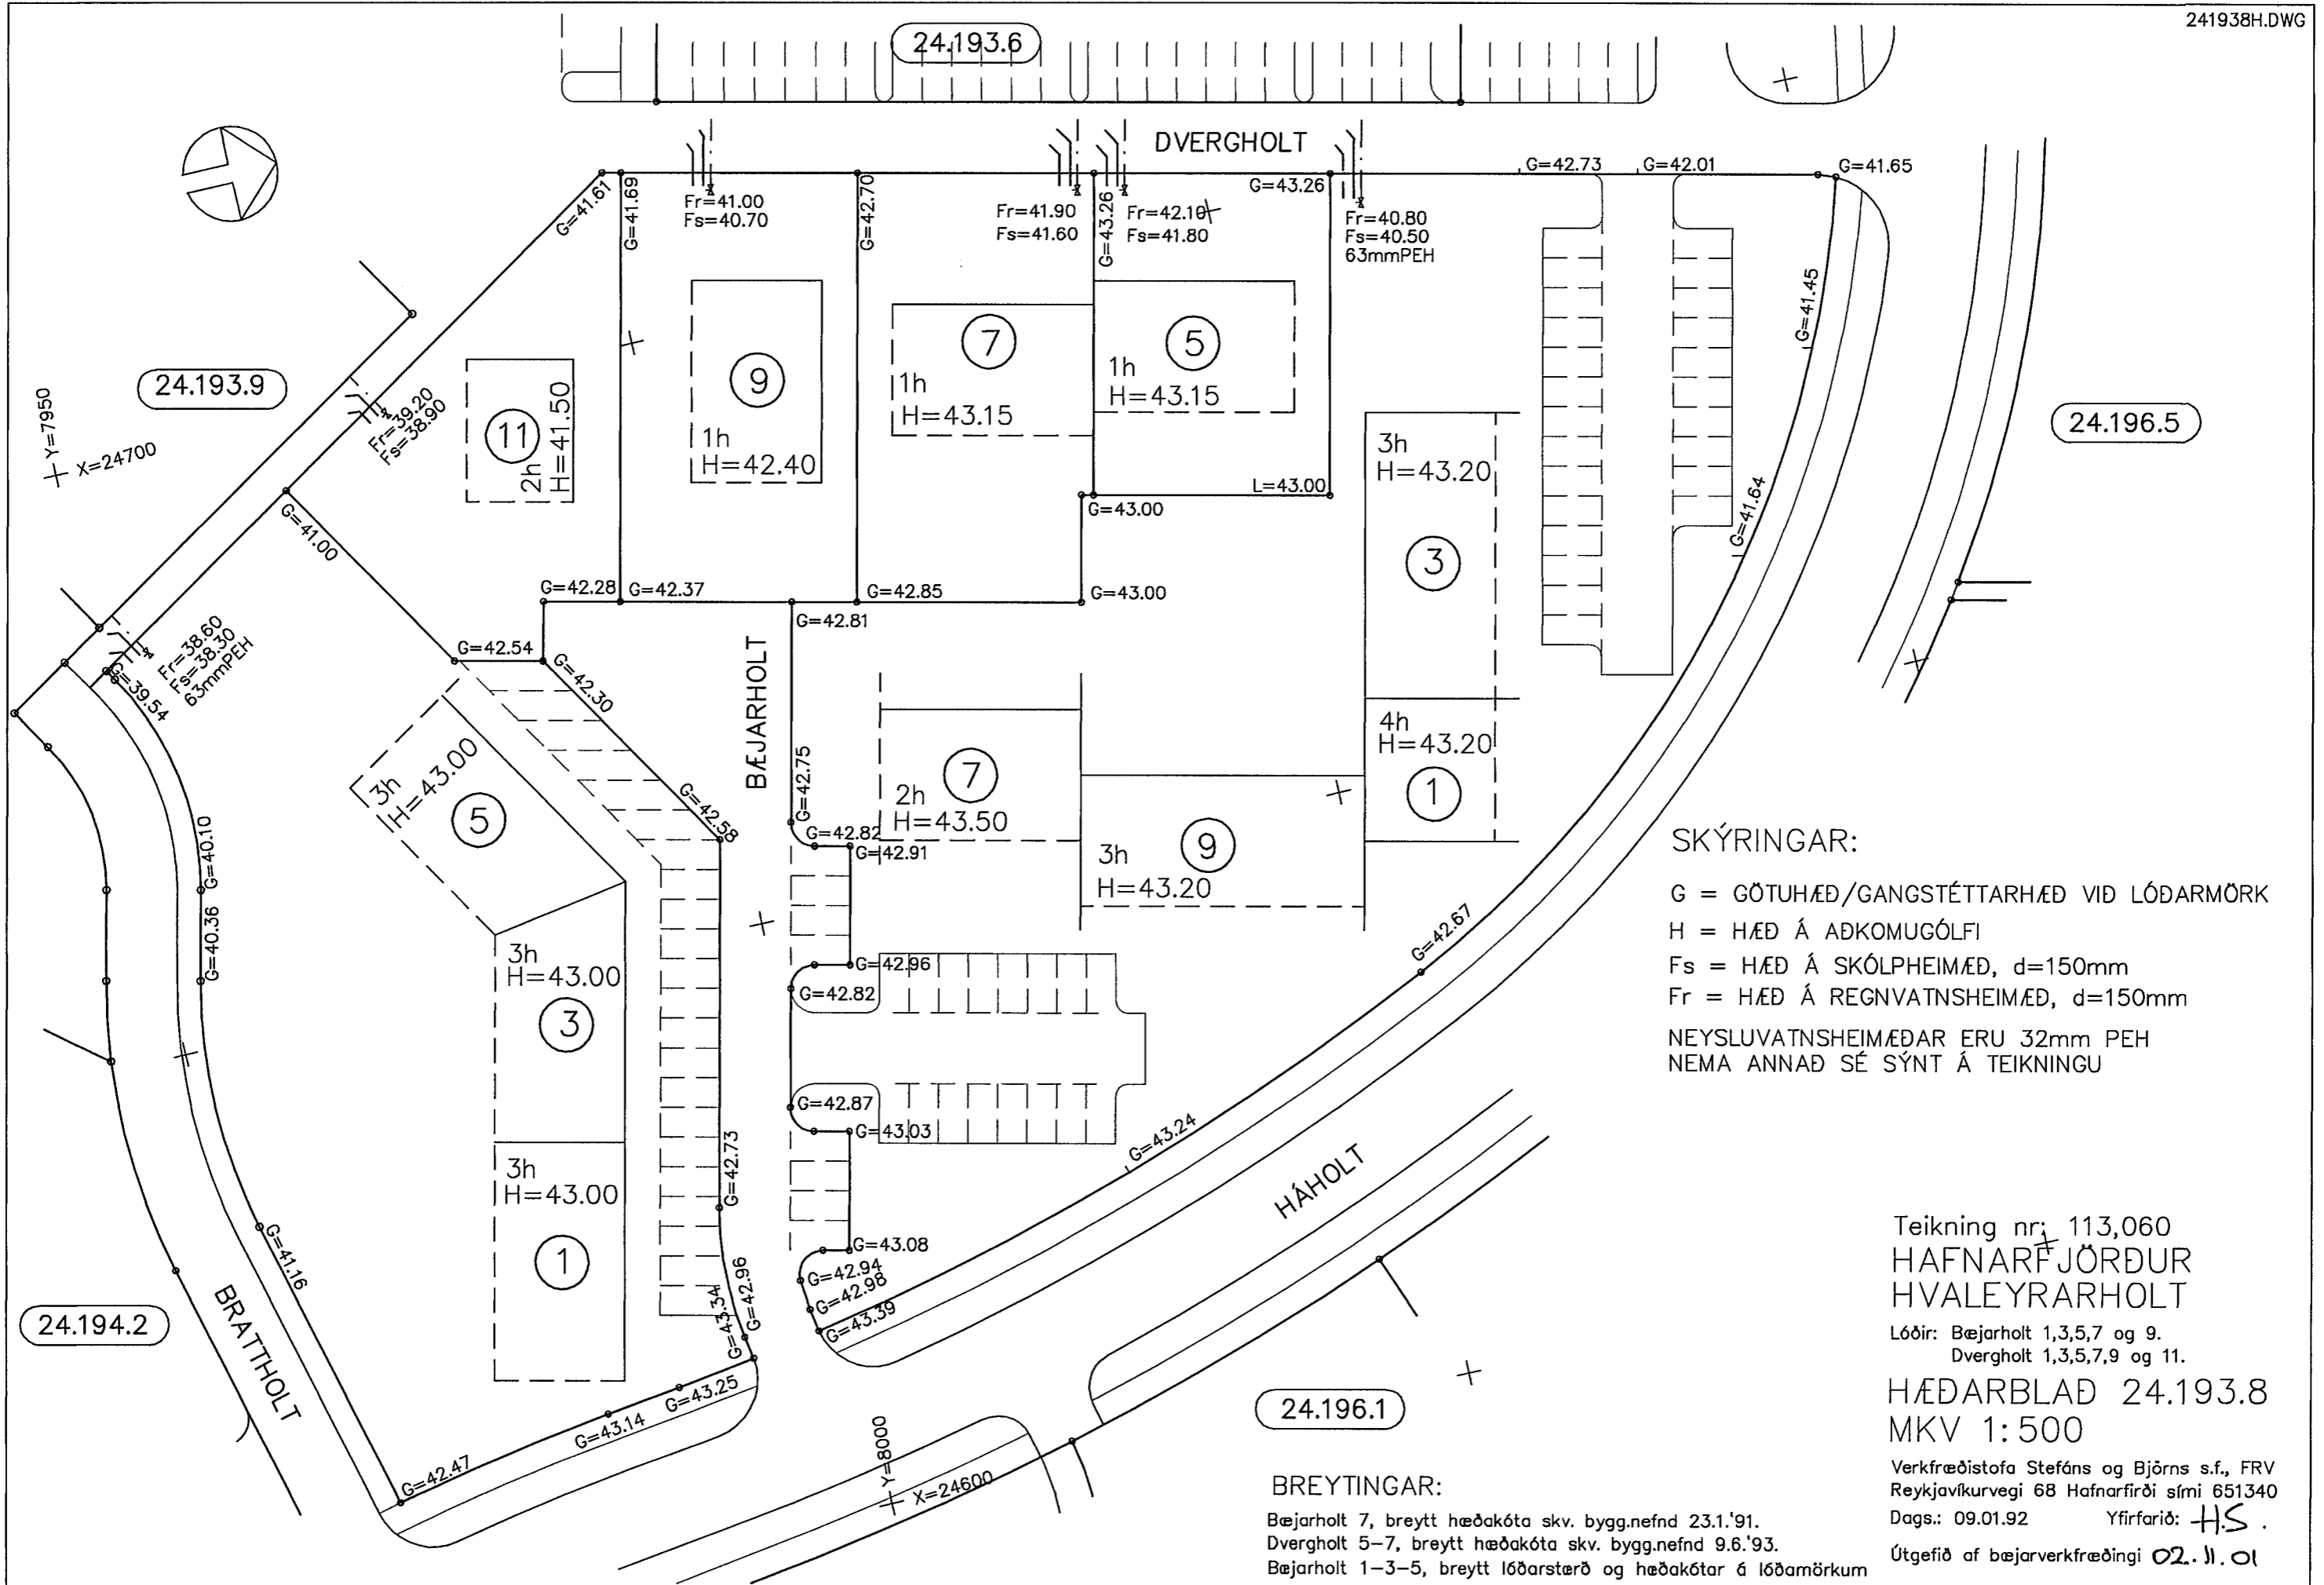 241938H.DWG
24.193.6
DVERGHOLT
G=42.73
G=42.01
G=41.65
G=41.61
G=41.69
Fr=41.00
Fs=40.70
G=42.70
Fr=41.90
Fs=41.60
G=43.26
Fr=42.10
Fs=41.80
G=43.26
Fr=40.80
Fs=40.50
63mmPEH
G=41.45
24.193.9
Y=7950
X=24700
Fr=39.20
Fs=38.90
11
2h
H=41.50
9
1h
H=42.40
7
1h
H=43.15
5
1h
H=43.15
24.196.5
3h
H=43.20
3
L=43.00
G=43.00
G=41.64
G=41.00
G=42.28
G=42.37
G=42.85
G=43.00
G=42.81
G=42.54
G=42.30
Fr=38.60
Fs=38.30
63mmPEH
G=39.54
BÆJARHOLT
G=42.75
G=42.58
3h
H=43.00
5
7
2h
H=43.50
4h
H=43.20
1
G=42.82
G=42.91
9
3h
H=43.20
G=40.10
G=40.36
3h
H=43.00
3
G=42.96
G=42.82
G=42.67
G=42.87
G=43.03
G=43.24
HÁHOLT
G=42.73
3h
H=43.00
1
G=41.16
BRATTHOLT
24.194.2
G=43.08
G=42.94
G=42.98
G=43.39
G=42.96
G=43.34
G=43.25
G=43.14
G=42.47
Y=8000
X=24600
24.196.1
SKÝRINGAR:
G = GÖTUHÆÐ/GANGSTÉTTARHÆÐ VIÐ LÓÐARMÖRK
H = HÆÐ Á AÐKOMUGÓLFI
Fs = HÆÐ Á SKÓLPHEIMÆÐ, d=150mm
Fr = HÆÐ Á REGNVATNSHEIMÆÐ, d=150mm
NEYSLUVATNSHEIMÆÐAR ERU 32mm PEH
NEMA ANNAÐ SÉ SÝNT Á TEIKNINGU
Teikning nr; 113,060
HAFNARFJÖRÐUR
HVALEYRARHOLT
Lóðir: Bæjarholt 1,3,5,7 og 9.
Dvergholt 1,3,5,7,9 og 11.
HÆÐARBLAÐ 24.193.8
MKV 1:500
Verkfræðistofa Stefáns og Björns s.f., FRV
Reykjavíkurvegi 68 Hafnarfirði sími 651340
Dags.: 09.01.92 Yfirfarið: H.S.
Útgefið af bæjarverkfræðingi 02.11.01
BREYTINGAR:
Bæjarholt 7, breytt hæðakóta skv. bygg.nefnd 23.1.'91.
Dvergholt 5-7, breytt hæðakóta skv. bygg.nefnd 9.6.'93.
Bæjarholt 1-3-5, breytt lóðarstærð og hæðakótar á lóðamörkum